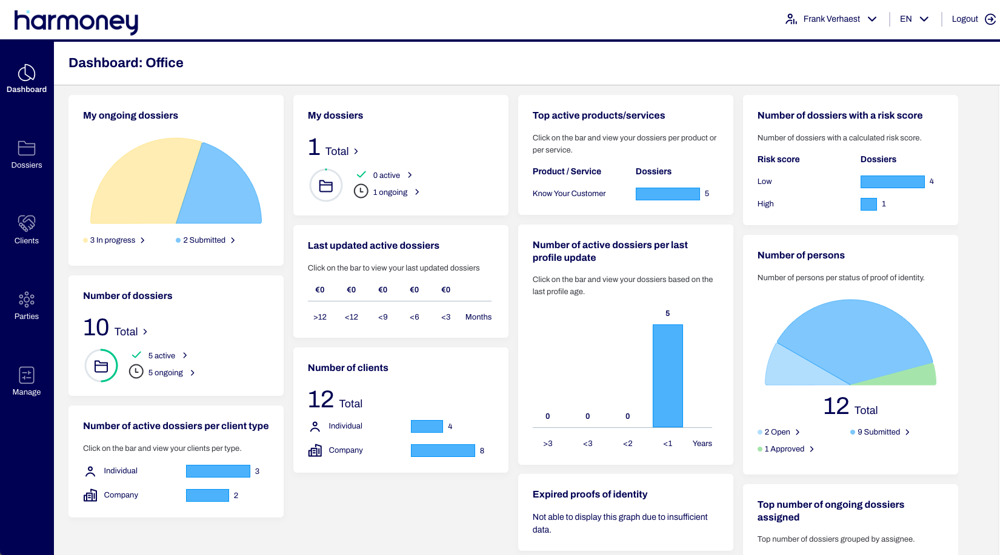 harmoney
Frank Verhaest
EN
Logout
Dashboard
Dossiers
Clients
Parties
Manage
Dashboard: Office
My ongoing dossiers
3 In progress
2 Submitted
Number of dossiers
10 Total
5 active
5 ongoing
Number of active dossiers per client type
Click on the bar and view your clients per type.
Individual 3
Company 2
My dossiers
1 Total
0 active
1 ongoing
Last updated active dossiers
Click on the bar to view your last updated dossiers
€0 €0 €0 €0 €0
>12 <12 <9 <6 <3 Months
Number of clients
12 Total
Individual 4
Company 8
Top active products/services
Click on the bar and view your dossiers per product or
per service.
Product / Service Dossiers
Know Your Customer 5
Number of active dossiers per last
profile update
Click on the bar and view your dossiers based on the
last profile age.
5
0 0 0
>3 <3 <2 <1 Years
Expired proofs of identity
Not able to display this graph due to insufficient
data.
Number of dossiers with a risk score
Number of dossiers with a calculated risk score.
Risk score Dossiers
Low 4
High 1
Number of persons
Number of persons per status of proof of identity.
12 Total
2 Open
9 Submitted
1 Approved
Top number of ongoing dossiers
assigned
Top number of dossiers grouped by assignee.